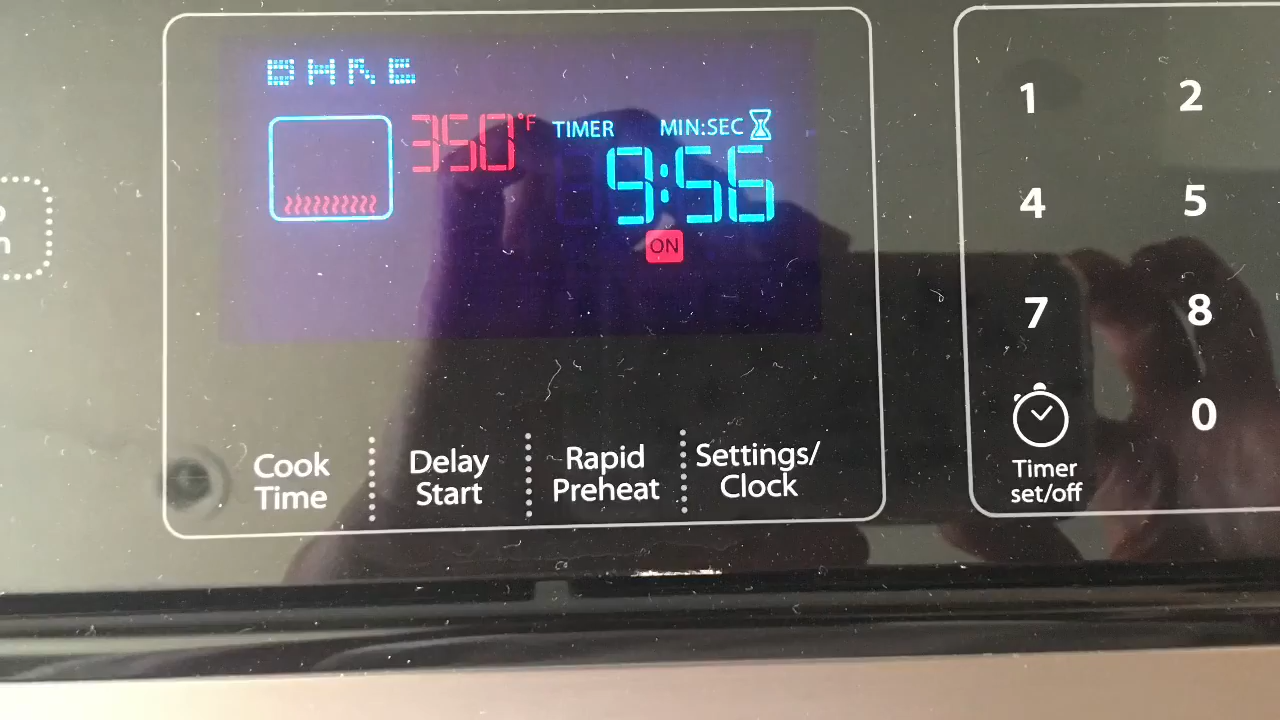 BAKE
350°F
TIMER MIN:SEC
9:56
ON
Cook Time
Delay Start
Rapid Preheat
Settings/ Clock
1 2
4 5
7 8
0
Timer
set/off